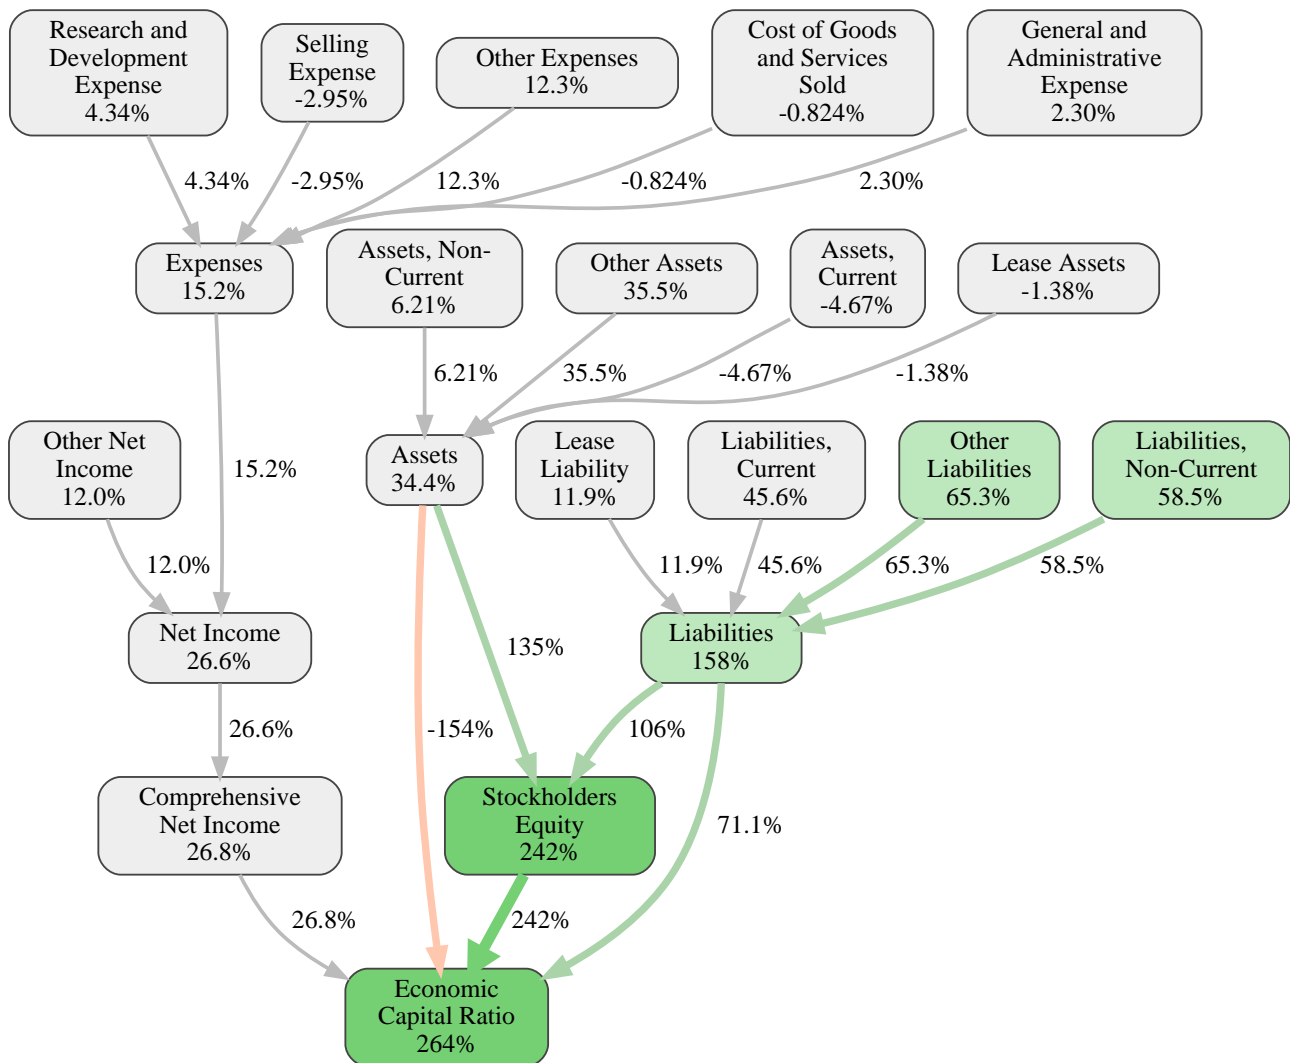 Research and
Development
Expense
4.34%
Selling
Expense
-2.95%
Other Expenses
12.3%
Cost of Goods
and Services
Sold
-0.824%
General and
Administrative
Expense
2.30%
4.34%
-2.95%
12.3%
-0.824%
2.30%
Expenses
15.2%
Assets, Non-
Current
6.21%
Other Assets
35.5%
Assets,
Current
-4.67%
Lease Assets
-1.38%
6.21%
35.5%
-4.67%
-1.38%
Other Net
Income
12.0%
15.2%
Assets
34.4%
Lease
Liability
11.9%
Liabilities,
Current
45.6%
Other
Liabilities
65.3%
Liabilities,
Non-Current
58.5%
12.0%
11.9%
45.6%
65.3%
58.5%
Net Income
26.6%
135%
Liabilities
158%
26.6%
-154%
106%
Comprehensive
Net Income
26.8%
Stockholders
Equity
242%
71.1%
26.8%
242%
Economic
Capital Ratio
264%